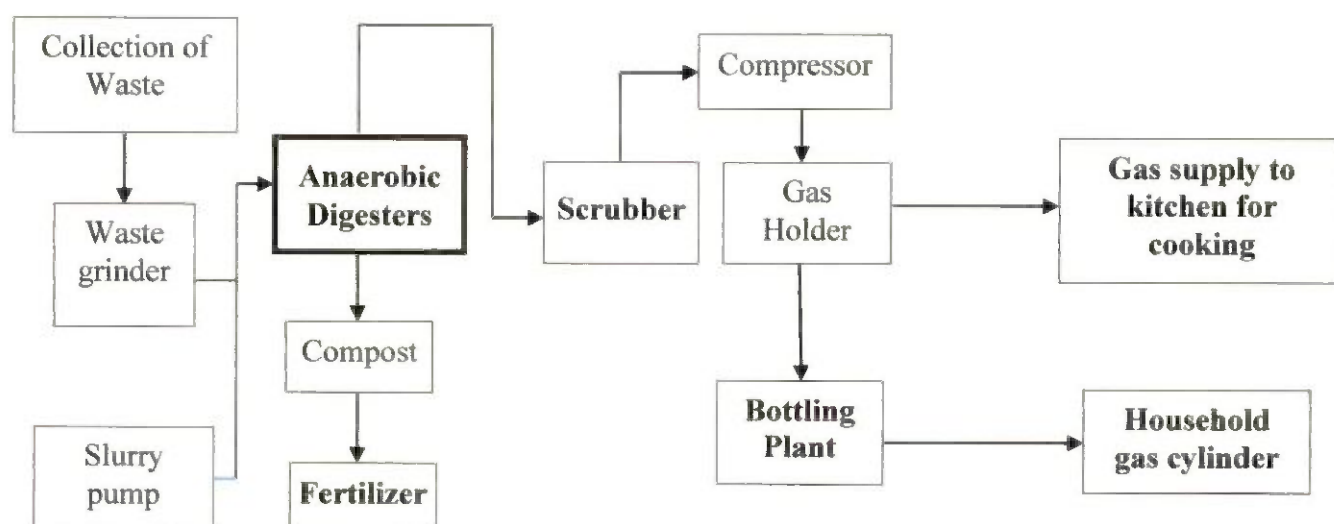 Collection of
Waste
Waste
grinder
Slurry
pump
Anaerobic
Digesters
Compost
Fertilizer
Scrubber
Compressor
Gas
Holder
Gas supply to
kitchen for
cooking
Bottling
Plant
Household
gas cylinder